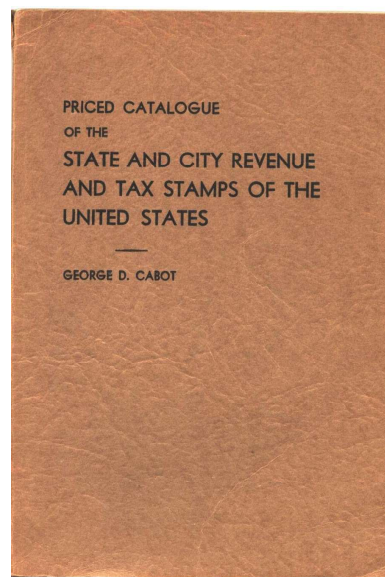 PRICED CATALOGUE
OF THE
STATE AND CITY REVENUE
AND TAX STAMPS OF THE
UNITED STATES
GEORGE D. CABOT